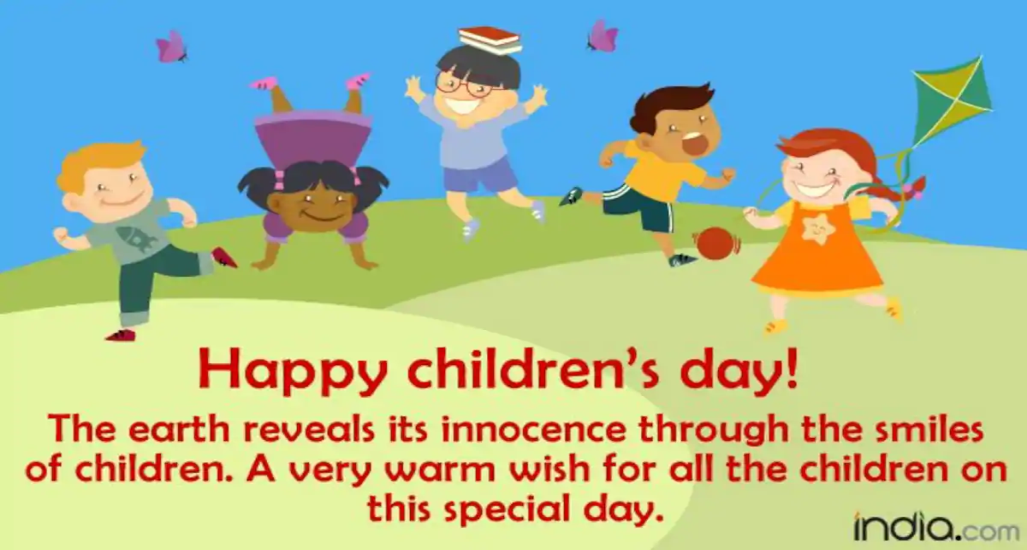 Happy children's day!
The earth reveals its innocence through the smiles
of children. A very warm wish for all the children on
this special day.
india.com